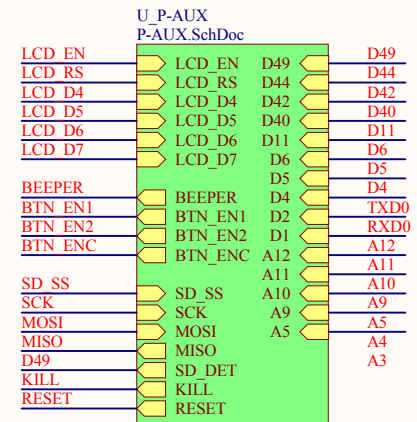 U_P-AUX
P-AUX.SchDoc
LCD_EN D49
LCD_EN D49
LCD_RS D44
LCD_RS D44
LCD_D4 D42
LCD_D4 D42
LCD_D5 D40
LCD_D5 D40
LCD_D6 D11
LCD_D6 D11
LCD_D7 D6
LCD_D7 D6
D5
D5
BEEPER D4
BEEPER D4
BTN_EN1 TXD0
BTN_EN1 D2
BTN_EN2 RXD0
BTN_EN2 D1
BTN_ENC A12
BTN_ENC A12
A11
A11
SD_SS A10
SD_SS A10
SCK A9
SCK A9
MOSI A5
MOSI A5
MISO A4
MISO
D49 A3
SD_DET
KILL
KILL
RESET
RESET